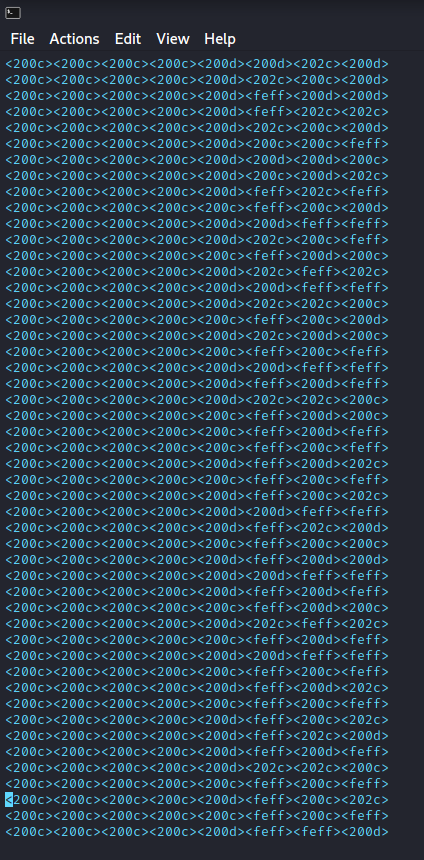 File Actions Edit View Help
<200c><200c><200c><200c><200d><200d><202c><200d>
<200c><200c><200c><200c><200d><202c><200d><200d>
<200c><200c><200c><200c><200d><feff><200d><200d>
<200c><200c><200c><200c><200d><feff><202c><202c>
<200c><200c><200c><200c><200d><202c><200c><200d>
<200c><200c><200c><200c><200d><200c><200c><feff>
<200c><200c><200c><200c><200d><200d><200d><200c>
<200c><200c><200c><200c><200d><200c><200d><202c>
<200c><200c><200c><200c><200d><feff><202c><feff>
<200c><200c><200c><200c><200c><feff><200c><200d>
<200c><200c><200c><200c><200d><200d><feff><feff>
<200c><200c><200c><200c><200d><202c><200c><feff>
<200c><200c><200c><200c><200c><feff><200d><200c>
<200c><200c><200c><200c><200d><202c><feff><202c>
<200c><200c><200c><200c><200d><200d><feff><feff>
<200c><200c><200c><200c><200d><202c><202c><200c>
<200c><200c><200c><200c><200c><feff><200c><200d>
<200c><200c><200c><200c><200d><202c><200d><200c>
<200c><200c><200c><200c><200c><feff><200c><feff>
<200c><200c><200c><200c><200d><200d><feff><feff>
<200c><200c><200c><200c><200c><feff><200d><feff>
<200c><200c><200c><200c><200d><202c><202c><200c>
<200c><200c><200c><200c><200c><feff><200d><200c>
<200c><200c><200c><200c><200c><feff><200d><feff>
<200c><200c><200c><200c><200c><feff><200d><feff>
<200c><200c><200c><200c><200d><feff><200d><202c>
<200c><200c><200c><200c><200c><feff><200c><feff>
<200c><200c><200c><200c><200c><feff><200c><202c>
<200c><200c><200c><200c><200d><200d><feff><feff>
<200c><200c><200c><200c><200d><feff><202c><200d>
<200c><200c><200c><200c><200c><feff><200c><200c>
<200c><200c><200c><200c><200d><feff><200d><200d>
<200c><200c><200c><200c><200d><200d><feff><feff>
<200c><200c><200c><200c><200c><feff><200d><feff>
<200c><200c><200c><200c><200c><feff><200d><200c>
<200c><200c><200c><200c><200d><202c><feff><202c>
<200c><200c><200c><200c><200c><feff><200d><feff>
<200c><200c><200c><200c><200d><200d><feff><feff>
<200c><200c><200c><200c><200c><feff><200c><feff>
<200c><200c><200c><200c><200d><feff><200d><202c>
<200c><200c><200c><200c><200c><feff><200c><feff>
<200c><200c><200c><200c><200c><feff><200c><202c>
<200c><200c><200c><200c><200d><feff><202c><200d>
<200c><200c><200c><200c><200c><feff><200d><feff>
<200c><200c><200c><200c><200d><202c><202c><200c>
<200c><200c><200c><200c><200c><feff><200c><feff>
<200c><200c><200c><200c><200c><feff><200c><202c>
<200c><200c><200c><200c><200c><feff><200c><feff>
<200c><200c><200c><200c><200d><feff><feff><200d>